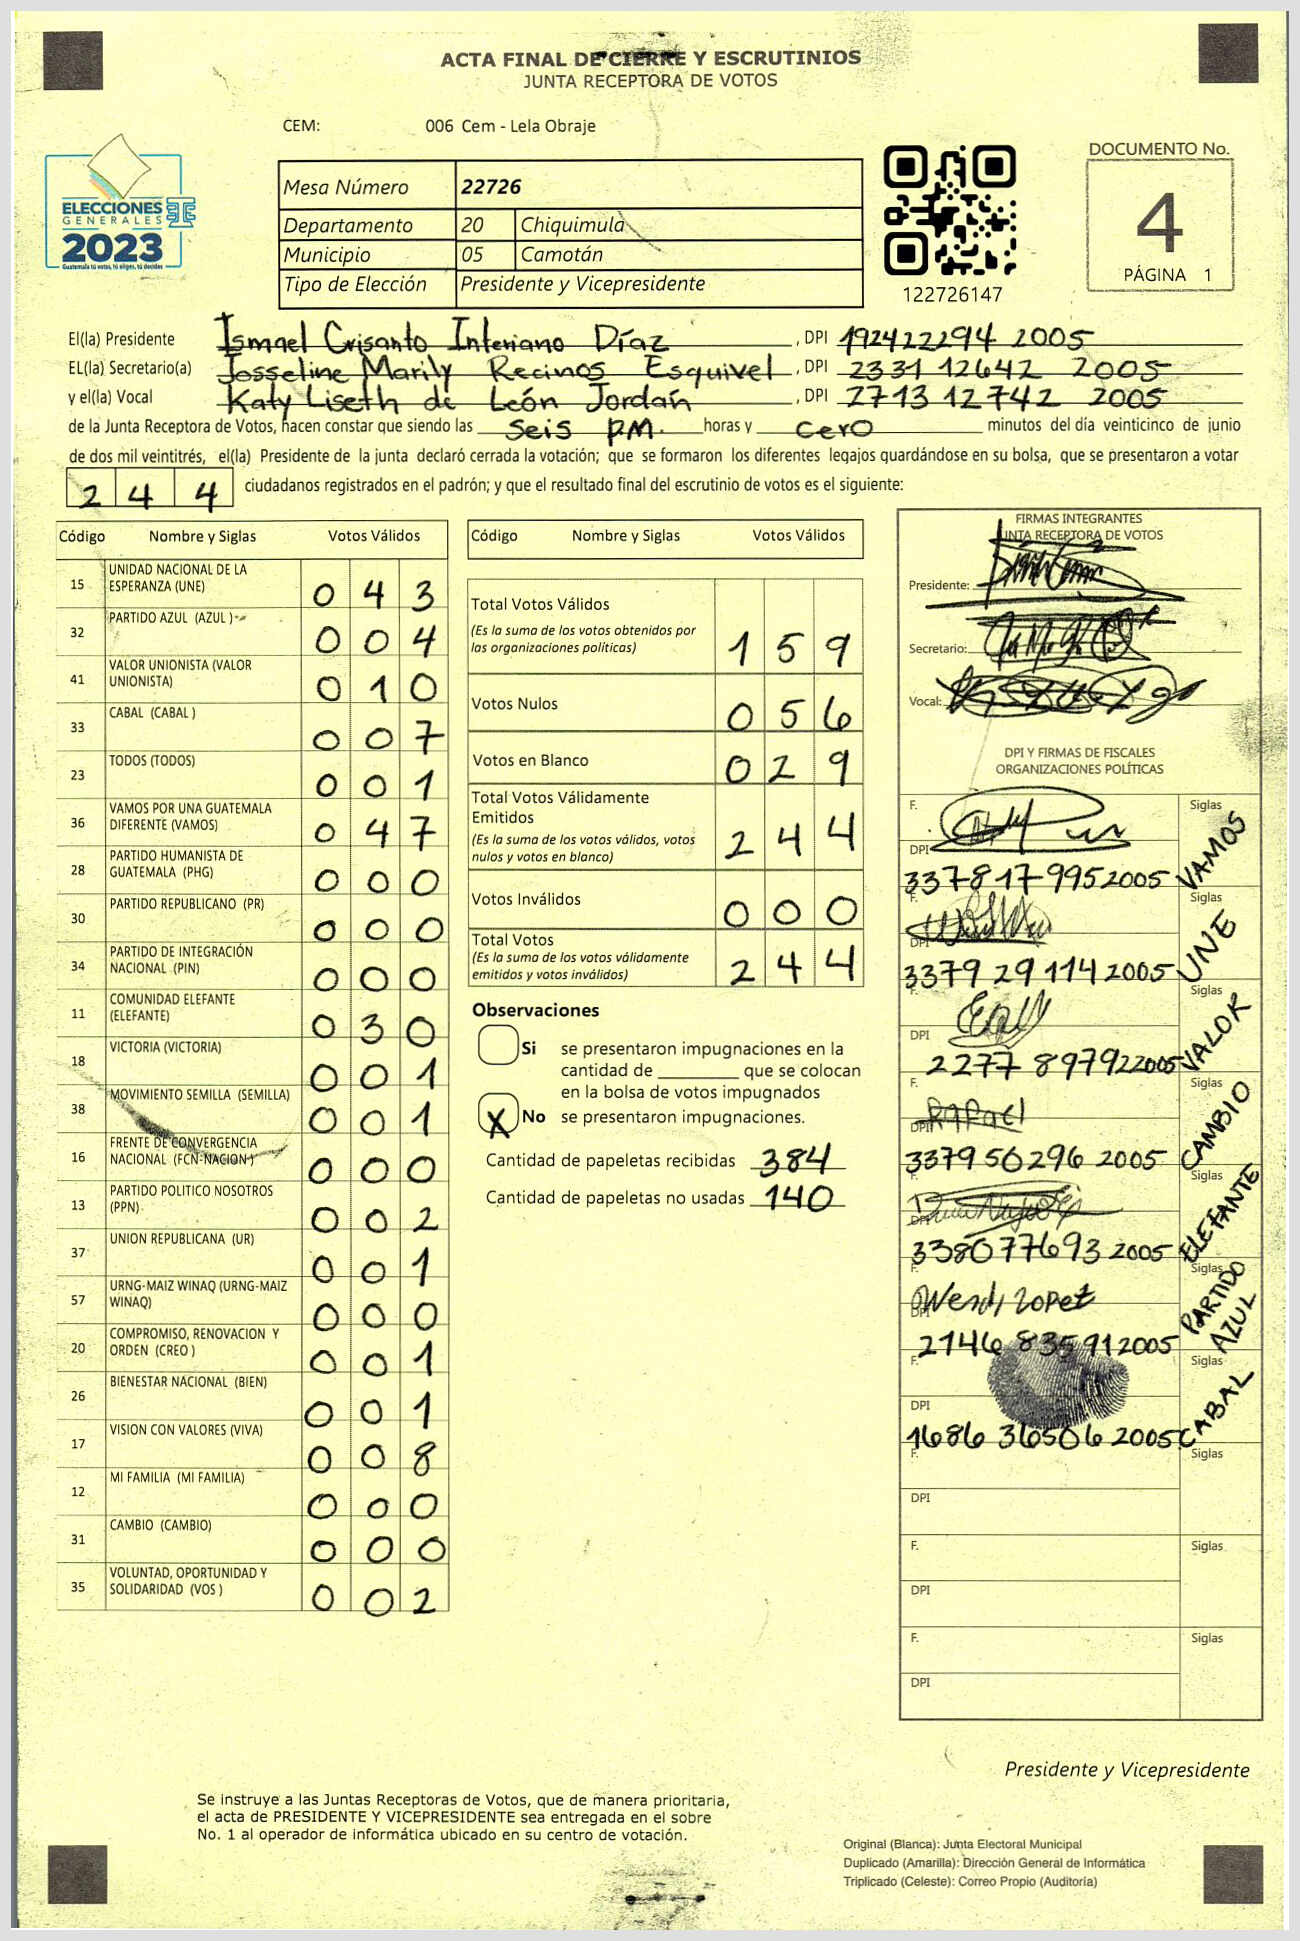 ACTA FINAL DE CIERRE Y ESCRUTINIOS
JUNTA RECEPTORA DE VOTOS
CEM: 006 Cem - Lela Obraje
ELECCIONES
GENERALES
2023
Guatemala tú votas, tú eliges, tú decides
Mesa Número 22726
Departamento 20 Chiquimula
Municipio 05 Camotán
Tipo de Elección Presidente y Vicepresidente
122726147
DOCUMENTO No.
4
PÁGINA 1
El(la) Presidente Ismael Crisanto Interiano Díaz , DPI 192422294 2005
EL(la) Secretario(a) Josseline Marily Recinos Esquivel , DPI 2331 12642 2005
y el(la) Vocal Katy Liseth de León Jordán , DPI 2713 12742 2005
de la Junta Receptora de Votos, hacen constar que siendo las seis P.M. horas y cero minutos del día veinticinco de junio
de dos mil veintitrés, el(la) Presidente de la junta declaró cerrada la votación; que se formaron los diferentes legajos guardándose en su bolsa, que se presentaron a votar
2 4 4 ciudadanos registrados en el padrón; y que el resultado final del escrutinio de votos es el siguiente:
Código Nombre y Siglas Votos Válidos
15 UNIDAD NACIONAL DE LA
ESPERANZA (UNE) 0 4 3
32 PARTIDO AZUL (AZUL ) 0 0 4
41 VALOR UNIONISTA (VALOR
UNIONISTA) 0 1 0
33 CABAL (CABAL ) 0 0 7
23 TODOS (TODOS) 0 0 1
36 VAMOS POR UNA GUATEMALA
DIFERENTE (VAMOS) 0 4 7
28 PARTIDO HUMANISTA DE
GUATEMALA (PHG) 0 0 0
30 PARTIDO REPUBLICANO (PR) 0 0 0
34 PARTIDO DE INTEGRACIÓN
NACIONAL (PIN) 0 0 0
11 COMUNIDAD ELEFANTE
(ELEFANTE) 0 3 0
18 VICTORIA (VICTORIA) 0 0 1
38 MOVIMIENTO SEMILLA (SEMILLA) 0 0 1
16 FRENTE DE CONVERGENCIA
NACIONAL (FCN-NACION ) 0 0 0
13 PARTIDO POLITICO NOSOTROS
(PPN) 0 0 2
37 UNION REPUBLICANA (UR) 0 0 1
57 URNG-MAIZ WINAQ (URNG-MAIZ
WINAQ) 0 0 0
20 COMPROMISO, RENOVACION Y
ORDEN (CREO ) 0 0 1
26 BIENESTAR NACIONAL (BIEN) 0 0 1
17 VISION CON VALORES (VIVA) 0 0 8
12 MI FAMILIA (MI FAMILIA) 0 0 0
31 CAMBIO (CAMBIO) 0 0 0
35 VOLUNTAD, OPORTUNIDAD Y
SOLIDARIDAD (VOS ) 0 0 2
Código Nombre y Siglas Votos Válidos
Total Votos Válidos
(Es la suma de los votos obtenidos por
las organizaciones políticas) 1 5 9
Votos Nulos 0 5 6
Votos en Blanco 0 2 9
Total Votos Válidamente
Emitidos
(Es la suma de los votos válidos, votos
nulos y votos en blanco) 2 4 4
Votos Inválidos 0 0 0
Total Votos
(Es la suma de los votos válidamente
emitidos y votos inválidos) 2 4 4
Observaciones
Si se presentaron impugnaciones en la
cantidad de ________ que se colocan
en la bolsa de votos impugnados
X No se presentaron impugnaciones.
Cantidad de papeletas recibidas 384
Cantidad de papeletas no usadas 140
FIRMAS INTEGRANTES
JUNTA RECEPTORA DE VOTOS
Presidente:
Secretario:
Vocal:
DPI Y FIRMAS DE FISCALES
ORGANIZACIONES POLÍTICAS
F. Siglas VAMOS
DPI
337817995 2005
F. Siglas UNE
DPI
3379 29 114 2005
F. Siglas VALOR
DPI
2277 89792 2005
F. Siglas CAMBIO
Rafael
DPI
3379 50296 2005
F. Siglas ELEFANTE
DPI
338077693 2005
F. Siglas PARTIDO AZUL
Wendi Lopez
DPI
2146 83591 2005
F. Siglas CABAL
DPI
1686 36506 2005
F. Siglas
DPI
F. Siglas
DPI
F. Siglas
DPI
Presidente y Vicepresidente
Se instruye a las Juntas Receptoras de Votos, que de manera prioritaria,
el acta de PRESIDENTE Y VICEPRESIDENTE sea entregada en el sobre
No. 1 al operador de informática ubicado en su centro de votación.
Original (Blanca): Junta Electoral Municipal
Duplicado (Amarilla): Dirección General de Informática
Triplicado (Celeste): Correo Propio (Auditoría)